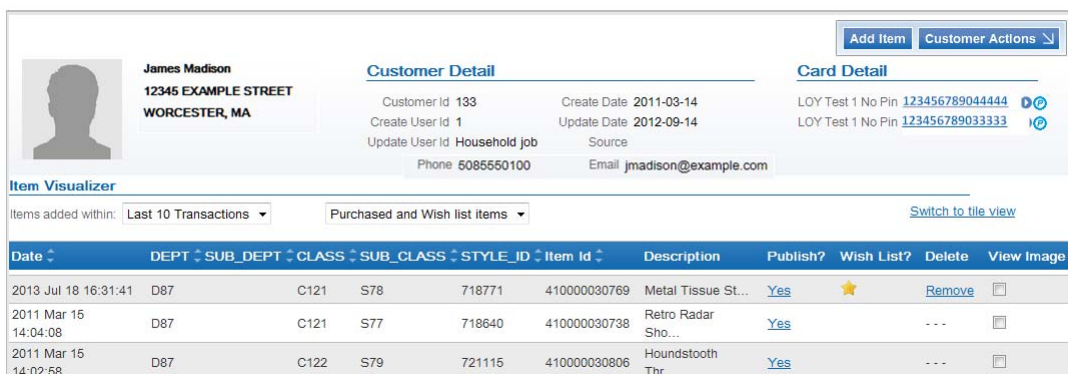 Add Item Customer Actions
James Madison
12345 EXAMPLE STREET
WORCESTER, MA
Customer Detail
Customer Id 133 Create Date 2011-03-14
Create User Id 1 Update Date 2012-09-14
Update User Id Household job Source
Phone 5085550100 Email jmadison@example.com
Card Detail
LOY Test 1 No Pin 123456789044444 P
LOY Test 1 No Pin 123456789033333 P
Item Visualizer
Items added within: Last 10 Transactions Purchased and Wish list items Switch to tile view
Date DEPT SUB_DEPT CLASS SUB_CLASS STYLE_ID Item Id Description Publish? Wish List? Delete View Image
2013 Jul 18 16:31:41 D87 C121 S78 718771 410000030769 Metal Tissue St... Yes Remove
2011 Mar 15
14:04:08 D87 C121 S77 718640 410000030738 Retro Radar
Sho... Yes - - -
2011 Mar 15
14:02:58 D87 C122 S79 721115 410000030806 Houndstooth
Thr... Yes - - -